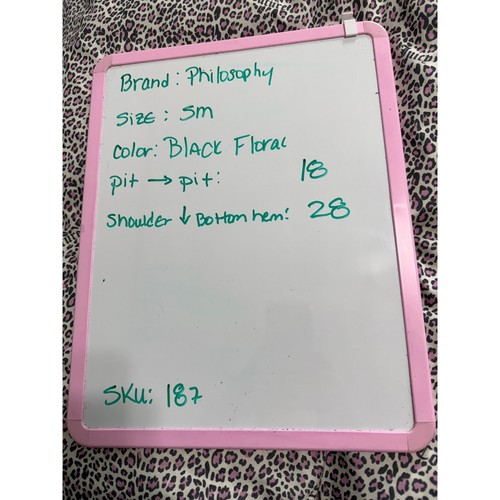 Brand: Philosophy
Size: Sm
Color: Black Floral
pit → pit: 18
Shoulder ↓ Bottom hem: 28
SKU: 187